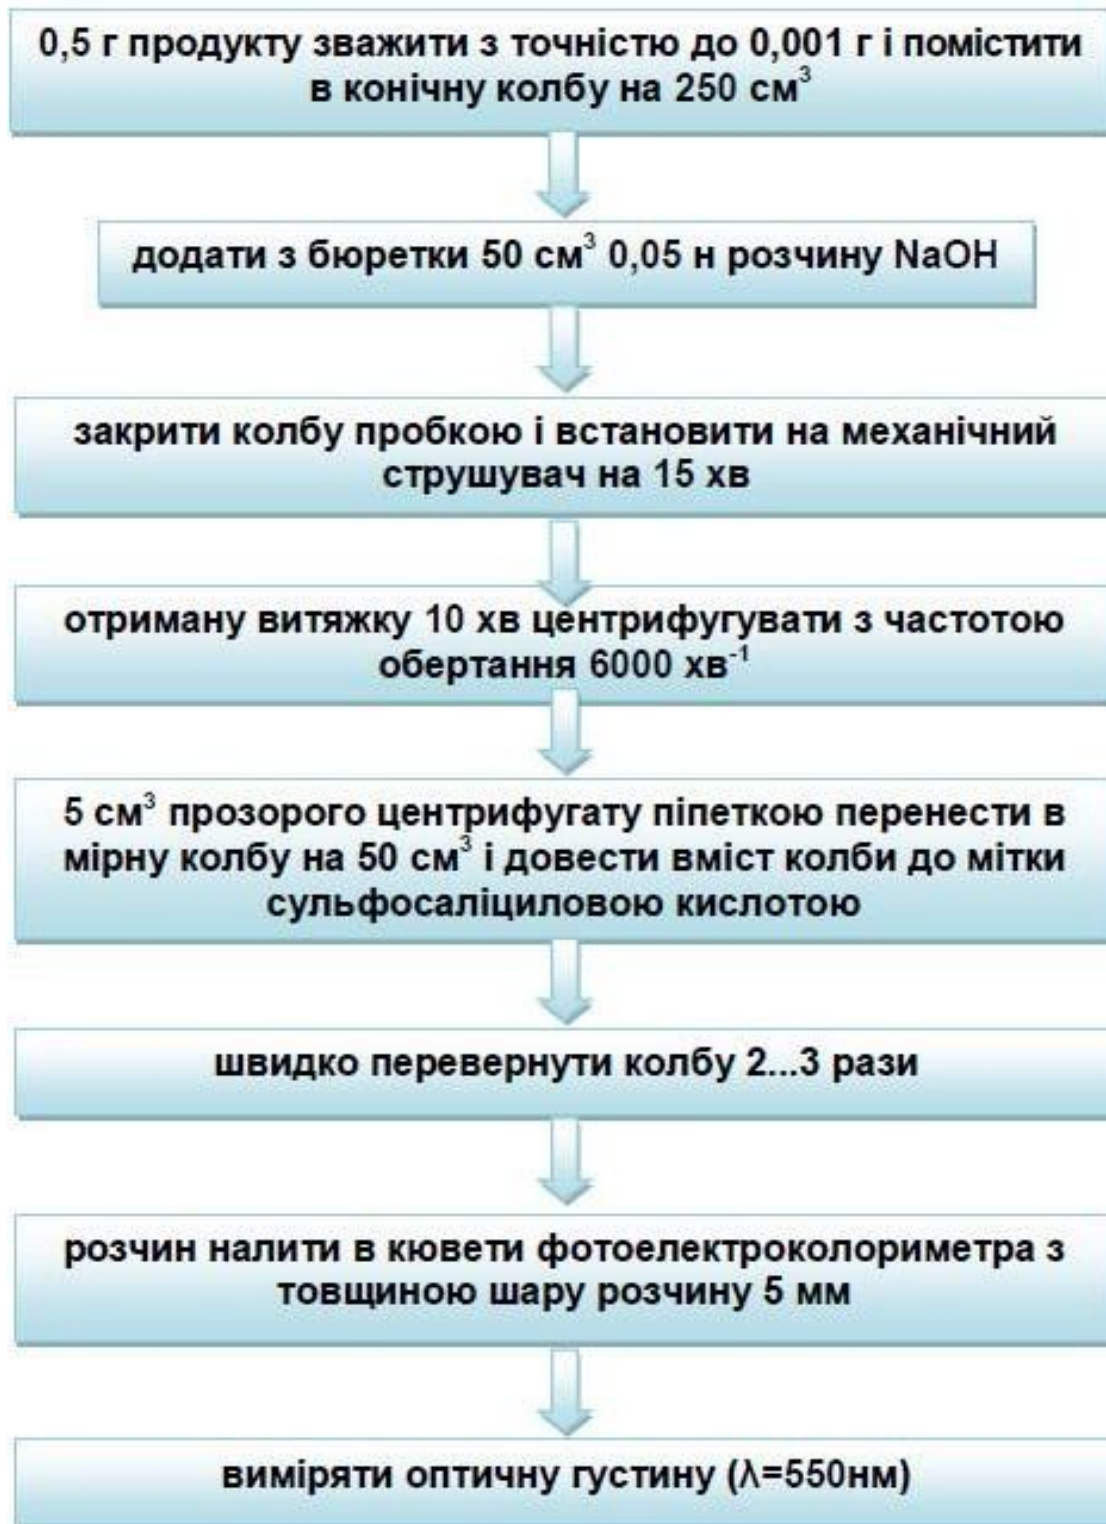 0,5 г продукту зважити з точністю до 0,001 г і помістити
в конічну колбу на 250 см³
додати з бюретки 50 см³ 0,05 н розчину NaOH
закрити колбу пробкою і встановити на механічний
струшувач на 15 хв
отриману витяжку 10 хв центрифугувати з частотою
обертання 6000 хв⁻¹
5 см³ прозорого центрифугату піпеткою перенести в
мірну колбу на 50 см³ і довести вміст колби до мітки
сульфосаліциловою кислотою
швидко перевернути колбу 2...3 рази
розчин налити в кювети фотоелектроколориметра з
товщиною шару розчину 5 мм
виміряти оптичну густину (λ=550нм)